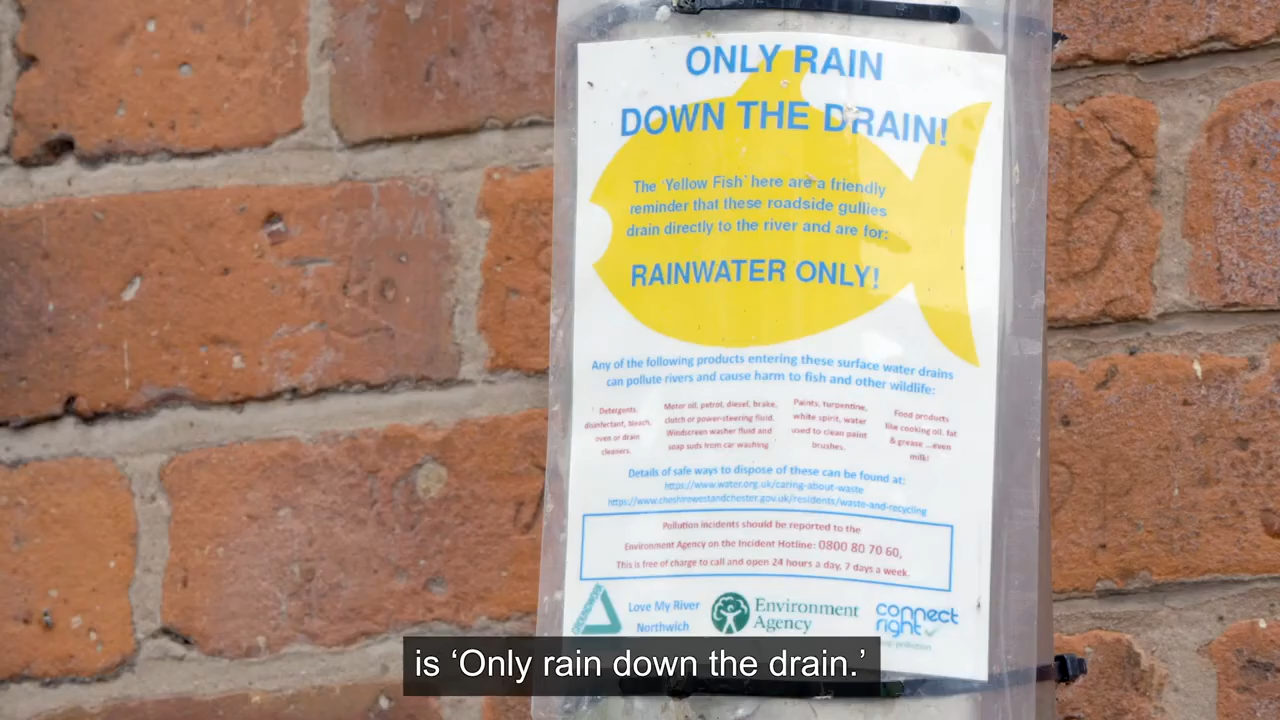 ONLY RAIN
DOWN THE DRAIN!
The 'Yellow Fish' here are a friendly
reminder that these roadside gullies
drain directly to the river and are for:
RAINWATER ONLY!
Any of the following products entering these surface water drains
can pollute rivers and cause harm to fish and other wildlife:
Detergents,
disinfectant, bleach,
oven or drain
cleaners.
Motor oil, petrol, diesel, brake,
clutch or power-steering fluid.
Windscreen washer fluid and
soap suds from car washing
Paints, turpentine,
white spirit, water
used to clean paint
brushes.
Food products
like cooking oil, fat
& grease ...even
milk!
Details of safe ways to dispose of these can be found at:
https://www.water.org.uk/caring-about-waste
https://www.cheshirewestandchester.gov.uk/residents/waste-and-recycling
Pollution incidents should be reported to the
Environment Agency on the Incident Hotline: 0800 80 70 60,
This is free of charge to call and open 24 hours a day, 7 days a week.
GROUNDWORK
Love My River
Northwich
Environment
Agency
connect
right
pollution
is ‘Only rain down the drain.’